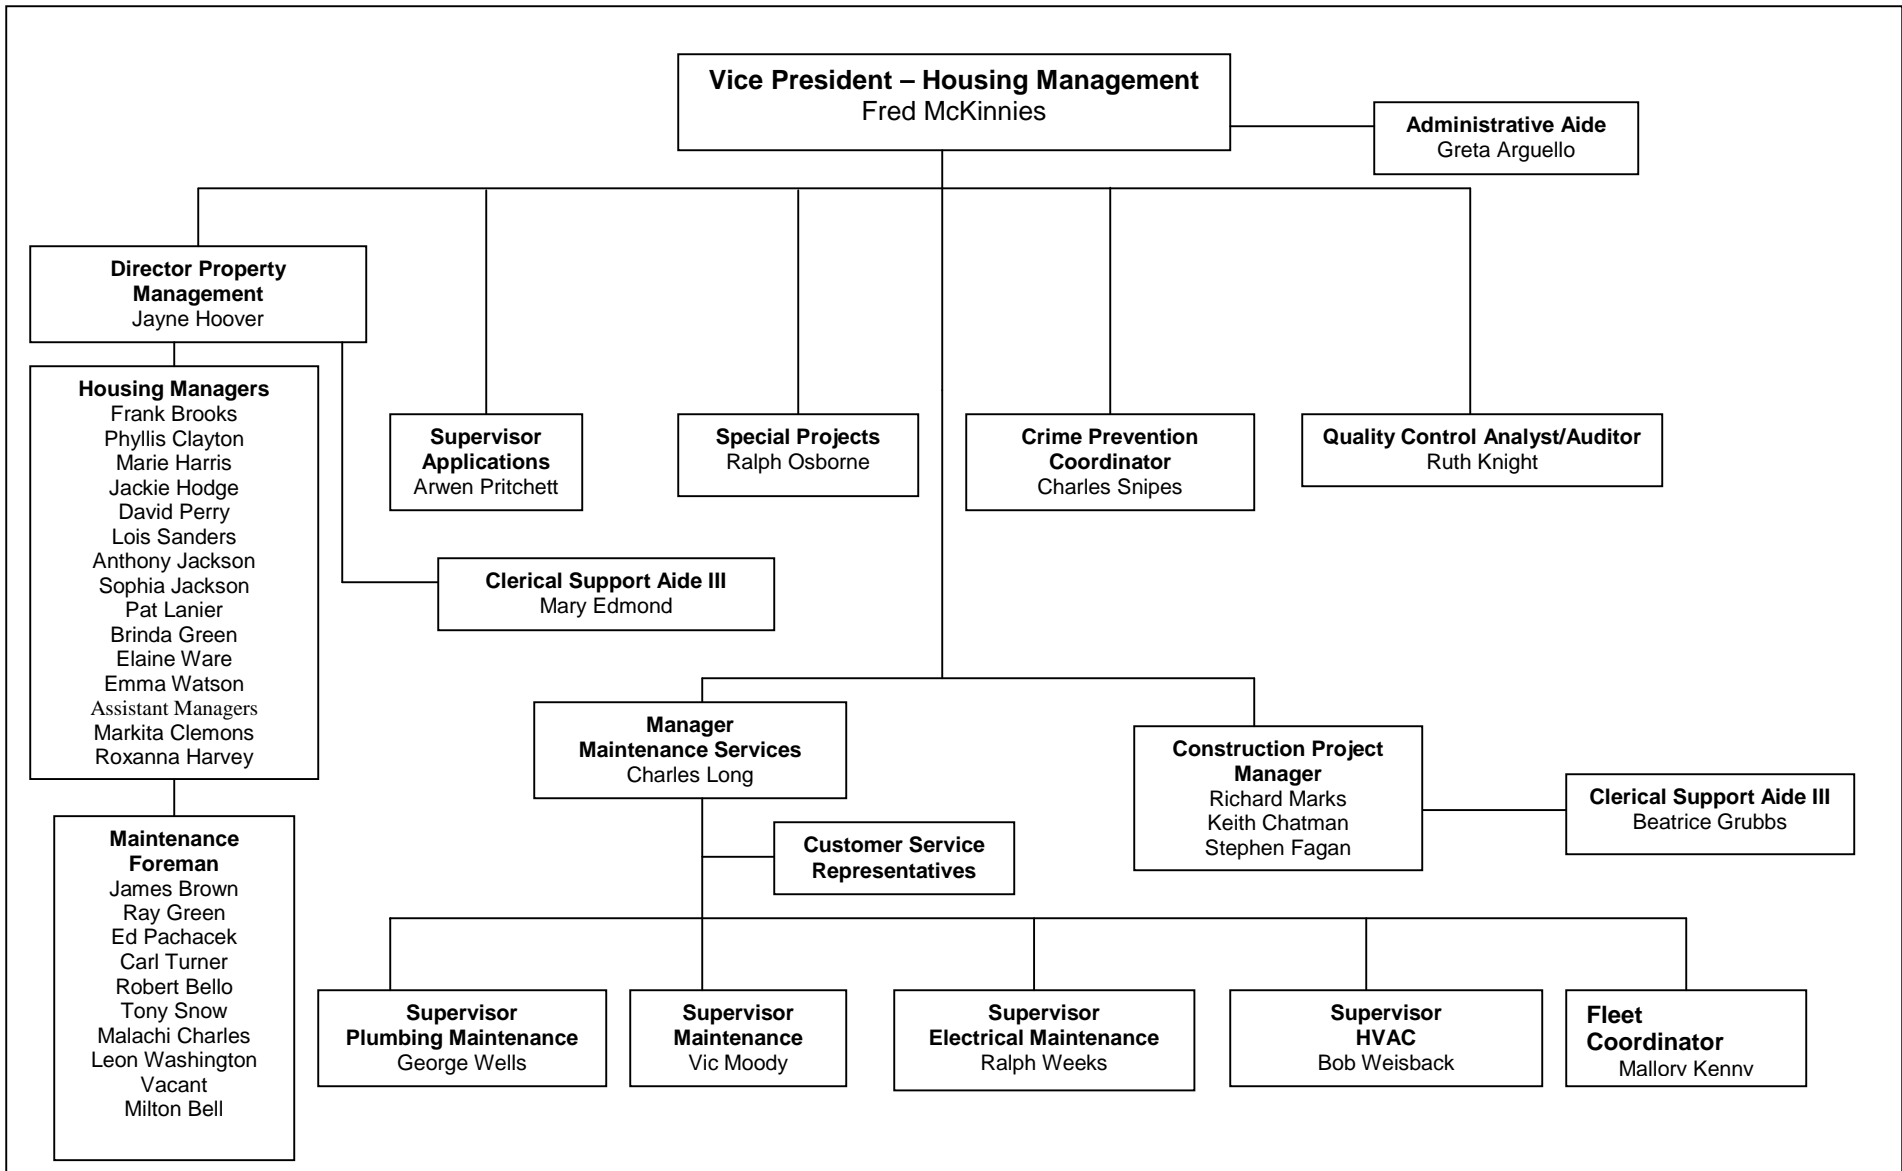 Vice President – Housing Management
Fred McKinnies
Administrative Aide
Greta Arguello
Director Property
Management
Jayne Hoover
Housing Managers
Frank Brooks
Phyllis Clayton
Marie Harris
Jackie Hodge
David Perry
Lois Sanders
Anthony Jackson
Sophia Jackson
Pat Lanier
Brinda Green
Elaine Ware
Emma Watson
Assistant Managers
Markita Clemons
Roxanna Harvey
Supervisor
Applications
Arwen Pritchett
Special Projects
Ralph Osborne
Crime Prevention
Coordinator
Charles Snipes
Quality Control Analyst/Auditor
Ruth Knight
Clerical Support Aide III
Mary Edmond
Manager
Maintenance Services
Charles Long
Construction Project
Manager
Richard Marks
Keith Chatman
Stephen Fagan
Clerical Support Aide III
Beatrice Grubbs
Maintenance
Foreman
James Brown
Ray Green
Ed Pachacek
Carl Turner
Robert Bello
Tony Snow
Malachi Charles
Leon Washington
Vacant
Milton Bell
Customer Service
Representatives
Supervisor
Plumbing Maintenance
George Wells
Supervisor
Maintenance
Vic Moody
Supervisor
Electrical Maintenance
Ralph Weeks
Supervisor
HVAC
Bob Weisback
Fleet
Coordinator
Mallory Kenny